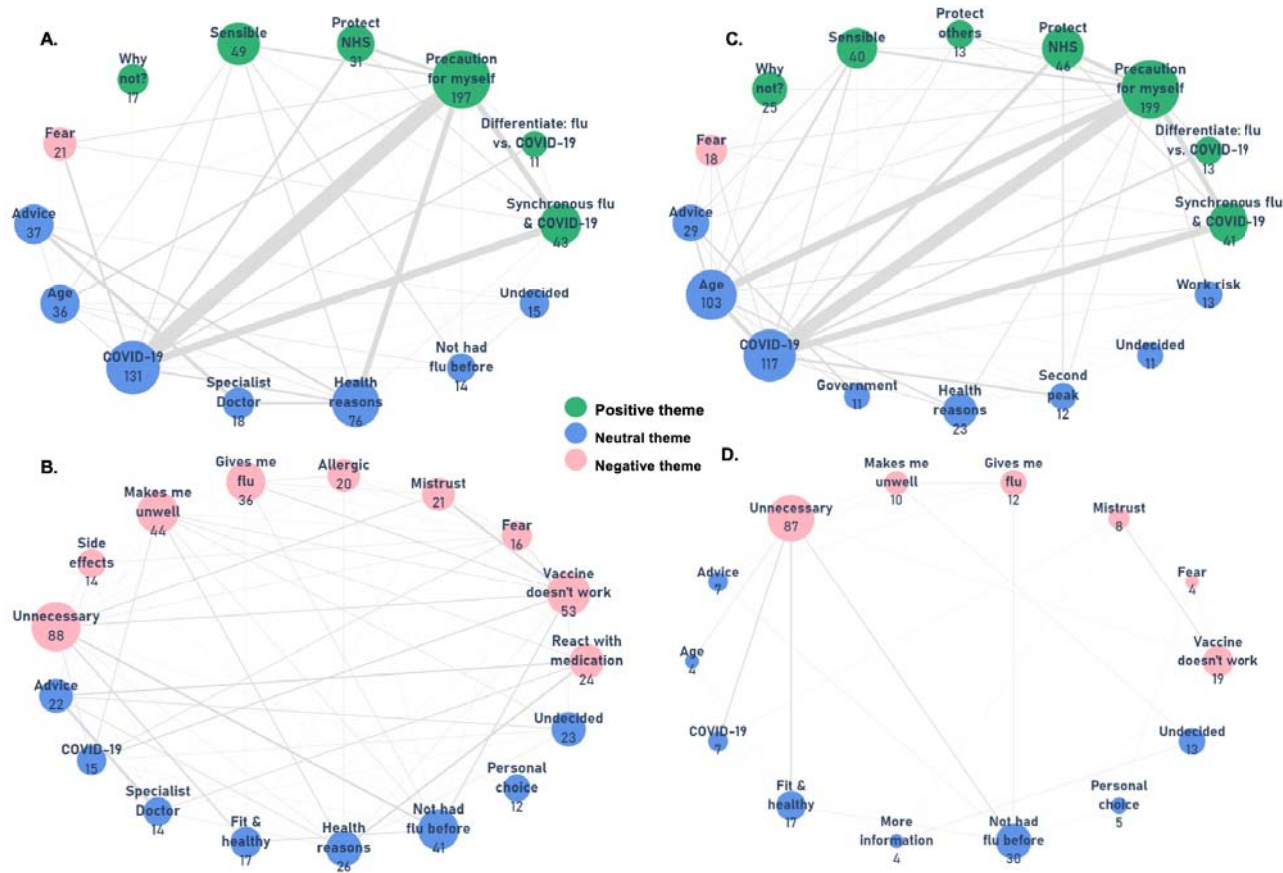 A.
Sensible
49
Protect
NHS
31
Precaution
for myself
197
Differentiate: flu
vs. COVID-19
11
Synchronous flu
& COVID-19
43
Undecided
15
Not had
flu before
14
Health
reasons
76
Specialist
Doctor
18
COVID-19
131
Age
36
Advice
37
Fear
21
Why
not?
17
C.
Sensible
40
Protect
others
13
Protect
NHS
46
Precaution
for myself
199
Differentiate: flu
vs. COVID-19
13
Synchronous flu
& COVID-19
41
Work risk
13
Undecided
11
Second
peak
12
Health
reasons
23
Government
11
COVID-19
117
Age
103
Advice
29
Fear
18
Why
not?
25
Positive theme
Neutral theme
Negative theme
B.
Gives me
flu
36
Allergic
20
Mistrust
21
Fear
16
Vaccine
doesn't work
53
React with
medication
24
Undecided
23
Personal
choice
12
Not had
flu before
41
Health
reasons
26
Fit &
healthy
17
Specialist
Doctor
14
COVID-19
15
Advice
22
Unnecessary
88
Side
effects
14
Makes me
unwell
44
D.
Makes me
unwell
10
Gives me
flu
12
Mistrust
8
Fear
4
Vaccine
doesn't work
19
Undecided
13
Personal
choice
5
Not had
flu before
30
More
information
4
Fit &
healthy
17
COVID-19
7
Age
4
Advice
7
Unnecessary
87